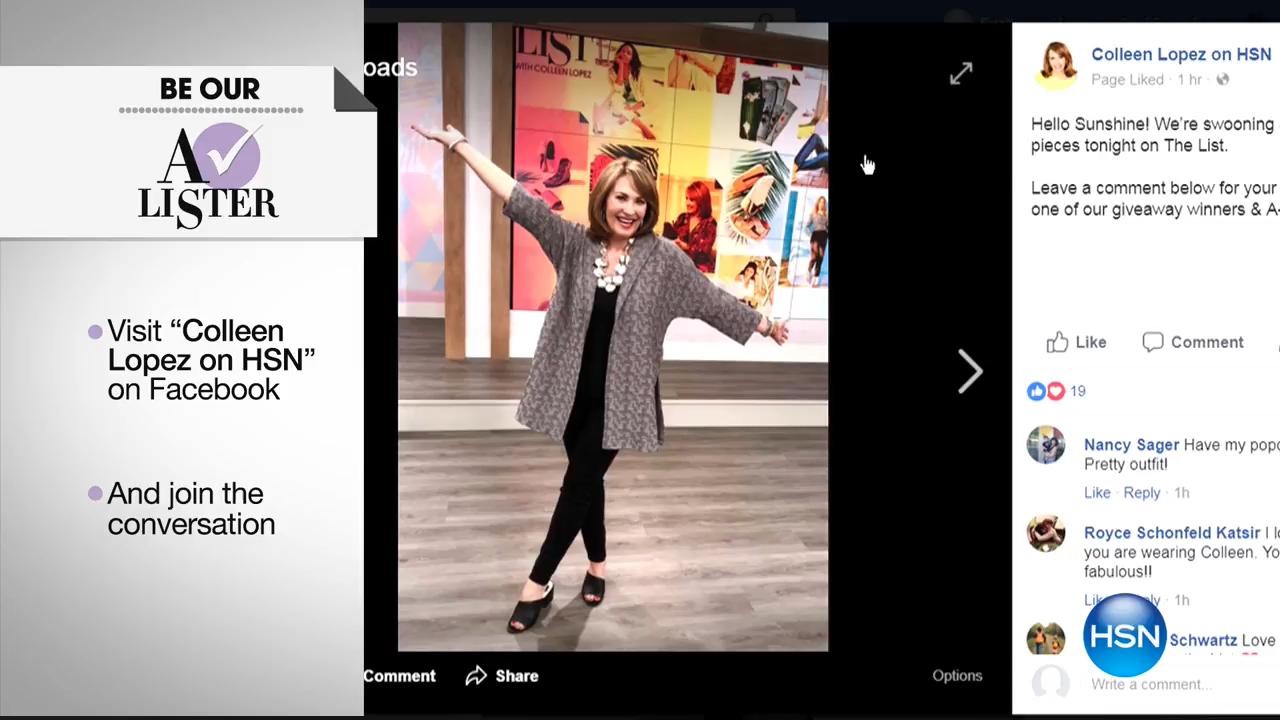 BE OUR
A
LISTER
Visit “Colleen
Lopez on HSN”
on Facebook
And join the
conversation
oads
LIST
WITH COLLEEN LOPEZ
Comment
Share
Options
Colleen Lopez on HSN
Page Liked · 1 hr ·
Hello Sunshine! We're swooning
pieces tonight on The List.
Leave a comment below for your
one of our giveaway winners & A-
Like
Comment
19
Nancy Sager Have my popc
Pretty outfit!
Like · Reply · 1h
Royce Schonfeld Katsir I lo
you are wearing Colleen. Yo
fabulous!!
1h
HSN
Schwartz Love
Write a comment...